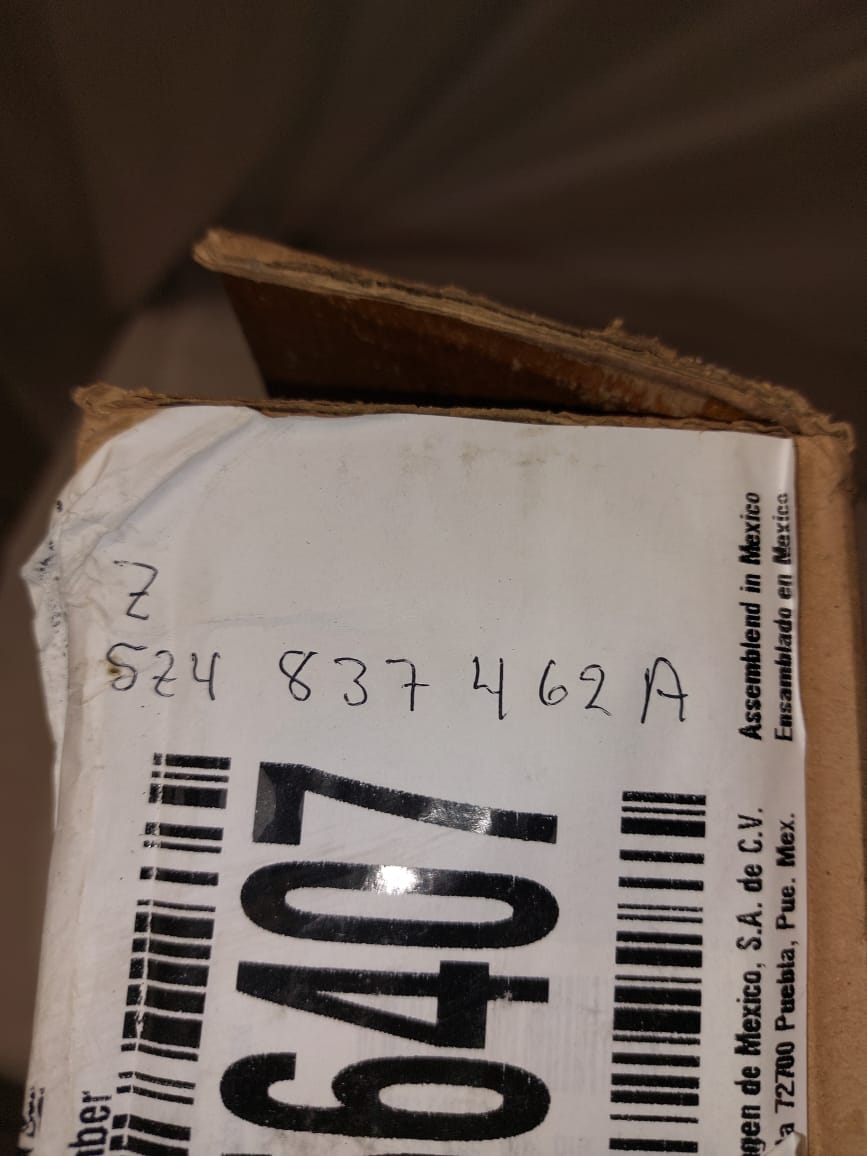 Z
5Z4 837 462 A
6407
Assemblend in Mexico
Ensamblado en Mexico
gen de Mexico, S.A. de C.V.
a 72700 Puebla, Pue. Mex.
ber